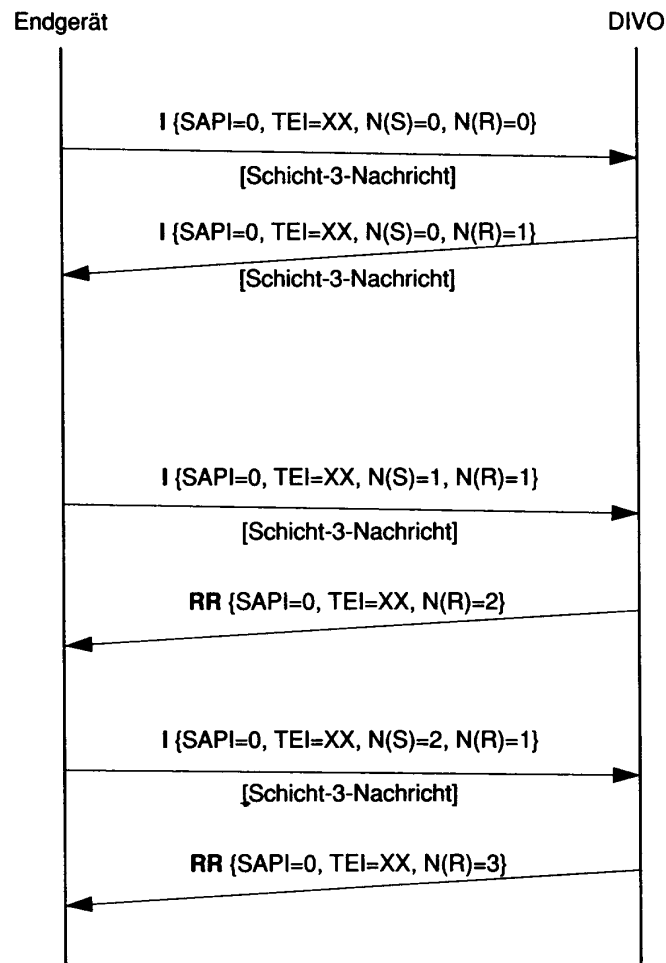 Endgerät DIVO
I {SAPI=0, TEI=XX, N(S)=0, N(R)=0}
[Schicht-3-Nachricht]
I {SAPI=0, TEI=XX, N(S)=0, N(R)=1}
[Schicht-3-Nachricht]
I {SAPI=0, TEI=XX, N(S)=1, N(R)=1}
[Schicht-3-Nachricht]
RR {SAPI=0, TEI=XX, N(R)=2}
I {SAPI=0, TEI=XX, N(S)=2, N(R)=1}
[Schicht-3-Nachricht]
RR {SAPI=0, TEI=XX, N(R)=3}